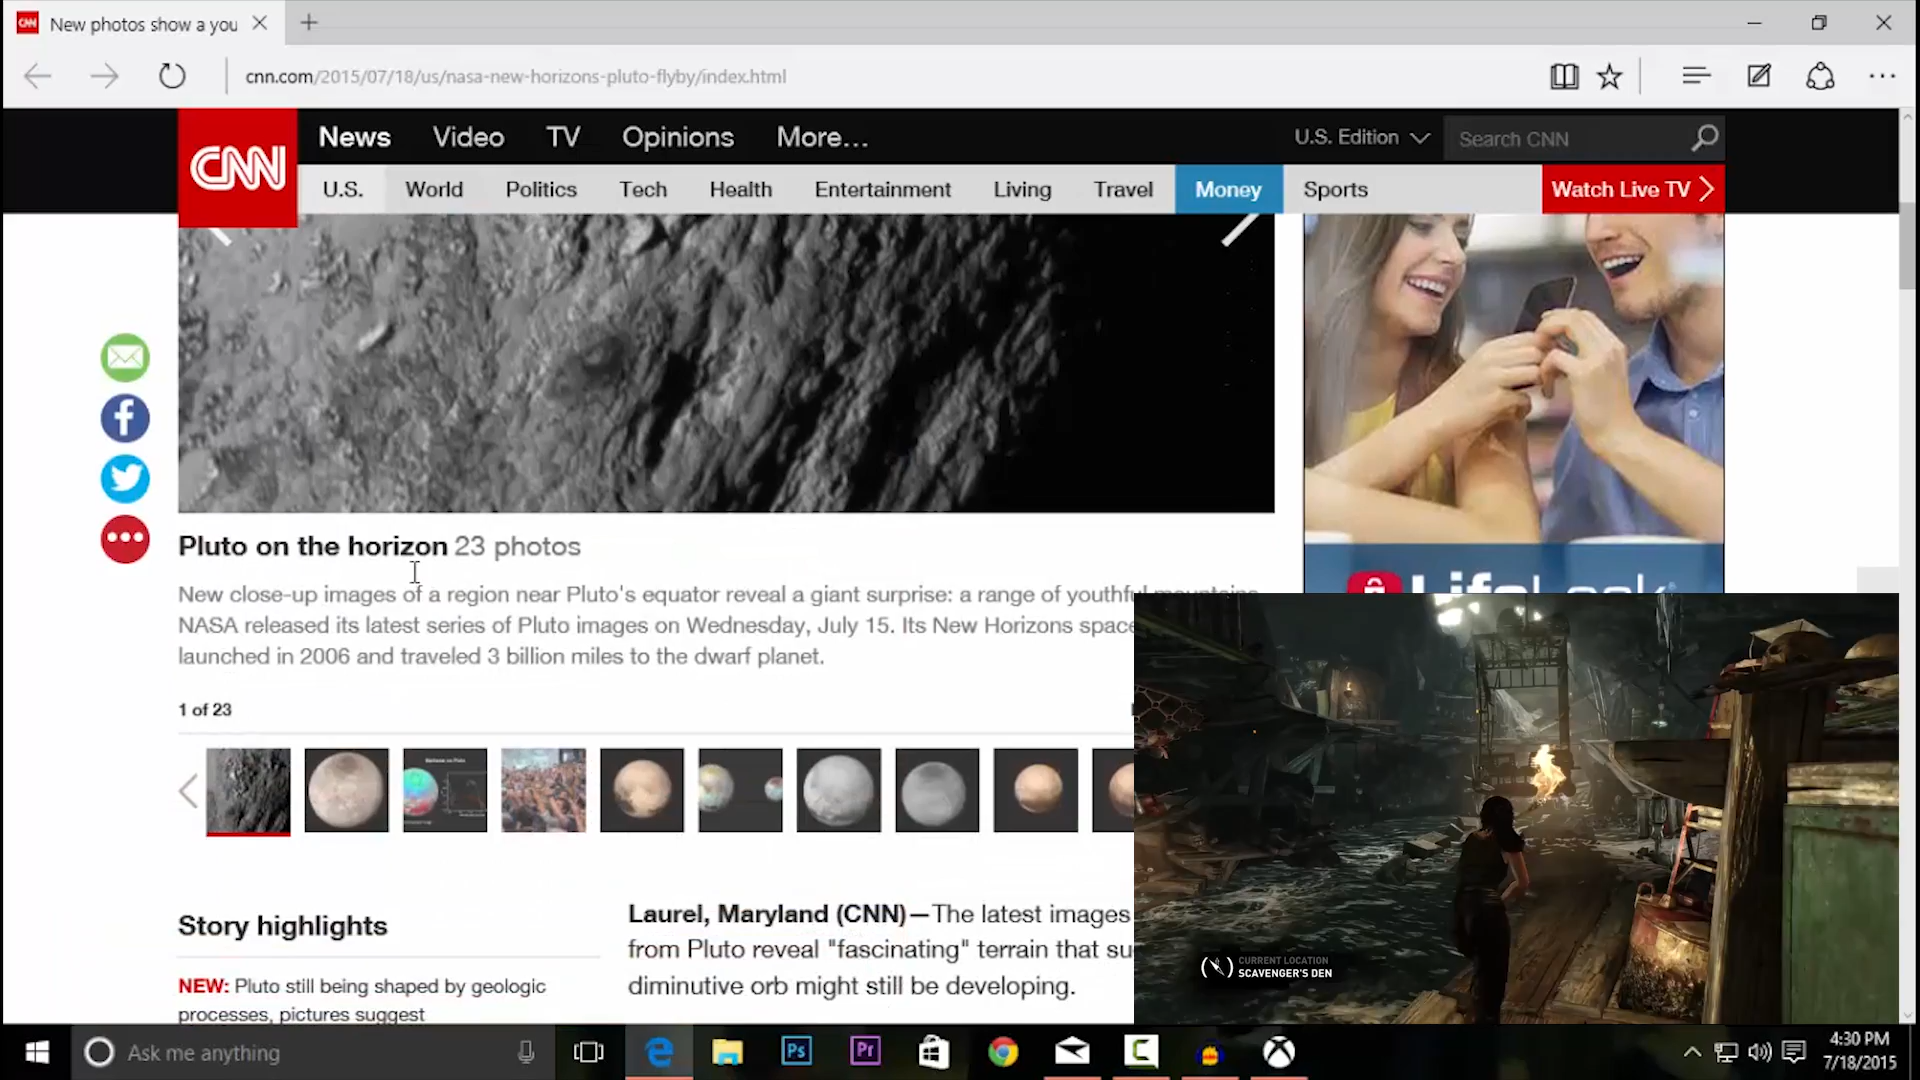 CNN New photos show a you
cnn.com/2015/07/18/us/nasa-new-horizons-pluto-flyby/index.html
CNN
News Video TV Opinions More... U.S. Edition Search CNN
U.S. World Politics Tech Health Entertainment Living Travel Money Sports Watch Live TV
Pluto on the horizon 23 photos
New close-up images of a region near Pluto's equator reveal a giant surprise: a range of youthful mountains.
NASA released its latest series of Pluto images on Wednesday, July 15. Its New Horizons space
launched in 2006 and traveled 3 billion miles to the dwarf planet.
1 of 23
Story highlights
NEW: Pluto still being shaped by geologic
processes, pictures suggest
Laurel, Maryland (CNN)—The latest images
from Pluto reveal "fascinating" terrain that su
diminutive orb might still be developing.
LifeLock
CURRENT LOCATION
SCAVENGER'S DEN
Ask me anything
Ps
Pr
4:30 PM
7/18/2015